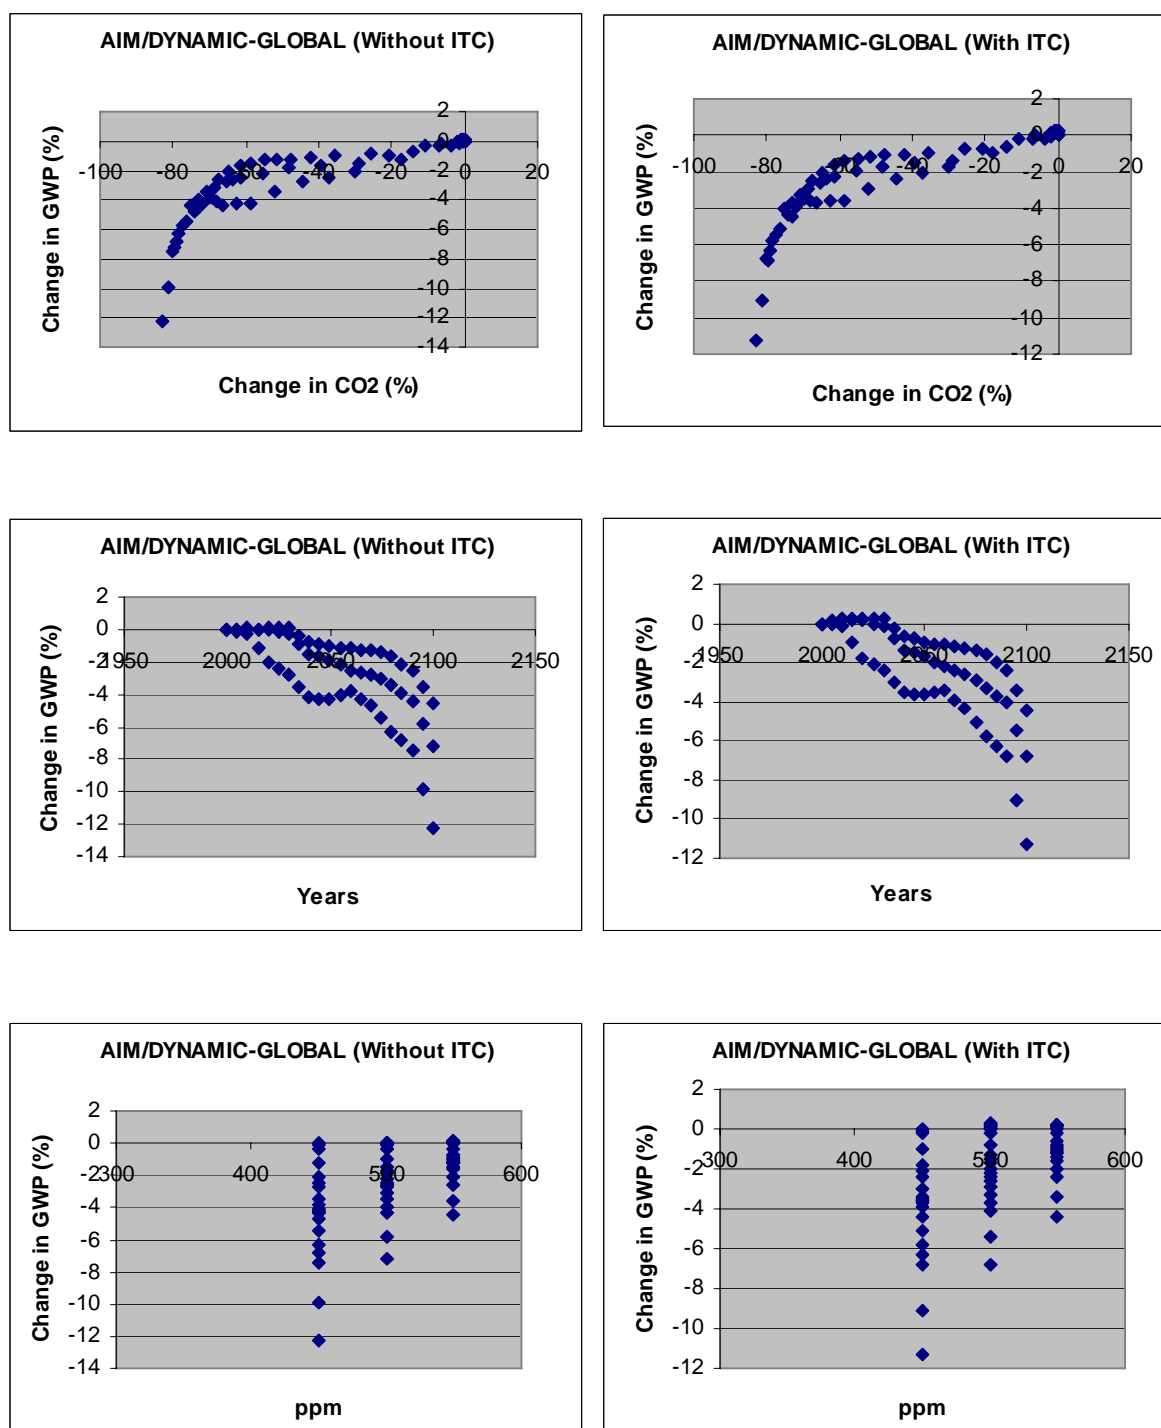 AIM/DYNAMIC-GLOBAL (Without ITC)
Change in GWP (%)
2
0
-2
-4
-6
-8
-10
-12
-14
-100 -80 -60 -40 -20 0 20
Change in CO2 (%)
AIM/DYNAMIC-GLOBAL (With ITC)
Change in GWP (%)
2
0
-2
-4
-6
-8
-10
-12
-100 -80 -60 -40 -20 0 20
Change in CO2 (%)
AIM/DYNAMIC-GLOBAL (Without ITC)
Change in GWP (%)
2
0
-2
-4
-6
-8
-10
-12
-14
1950 2000 2050 2100 2150
Years
AIM/DYNAMIC-GLOBAL (With ITC)
Change in GWP (%)
2
0
-2
-4
-6
-8
-10
-12
1950 2000 2050 2100 2150
Years
AIM/DYNAMIC-GLOBAL (Without ITC)
Change in GWP (%)
2
0
-2
-4
-6
-8
-10
-12
-14
300 400 500 600
ppm
AIM/DYNAMIC-GLOBAL (With ITC)
Change in GWP (%)
2
0
-2
-4
-6
-8
-10
-12
300 400 500 600
ppm